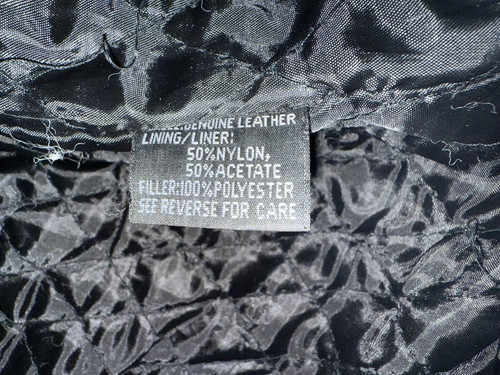 GENUINE LEATHER
LINING/LINER:
50%NYLON,
50%ACETATE
FILLER:100%POLYESTER
SEE REVERSE FOR CARE